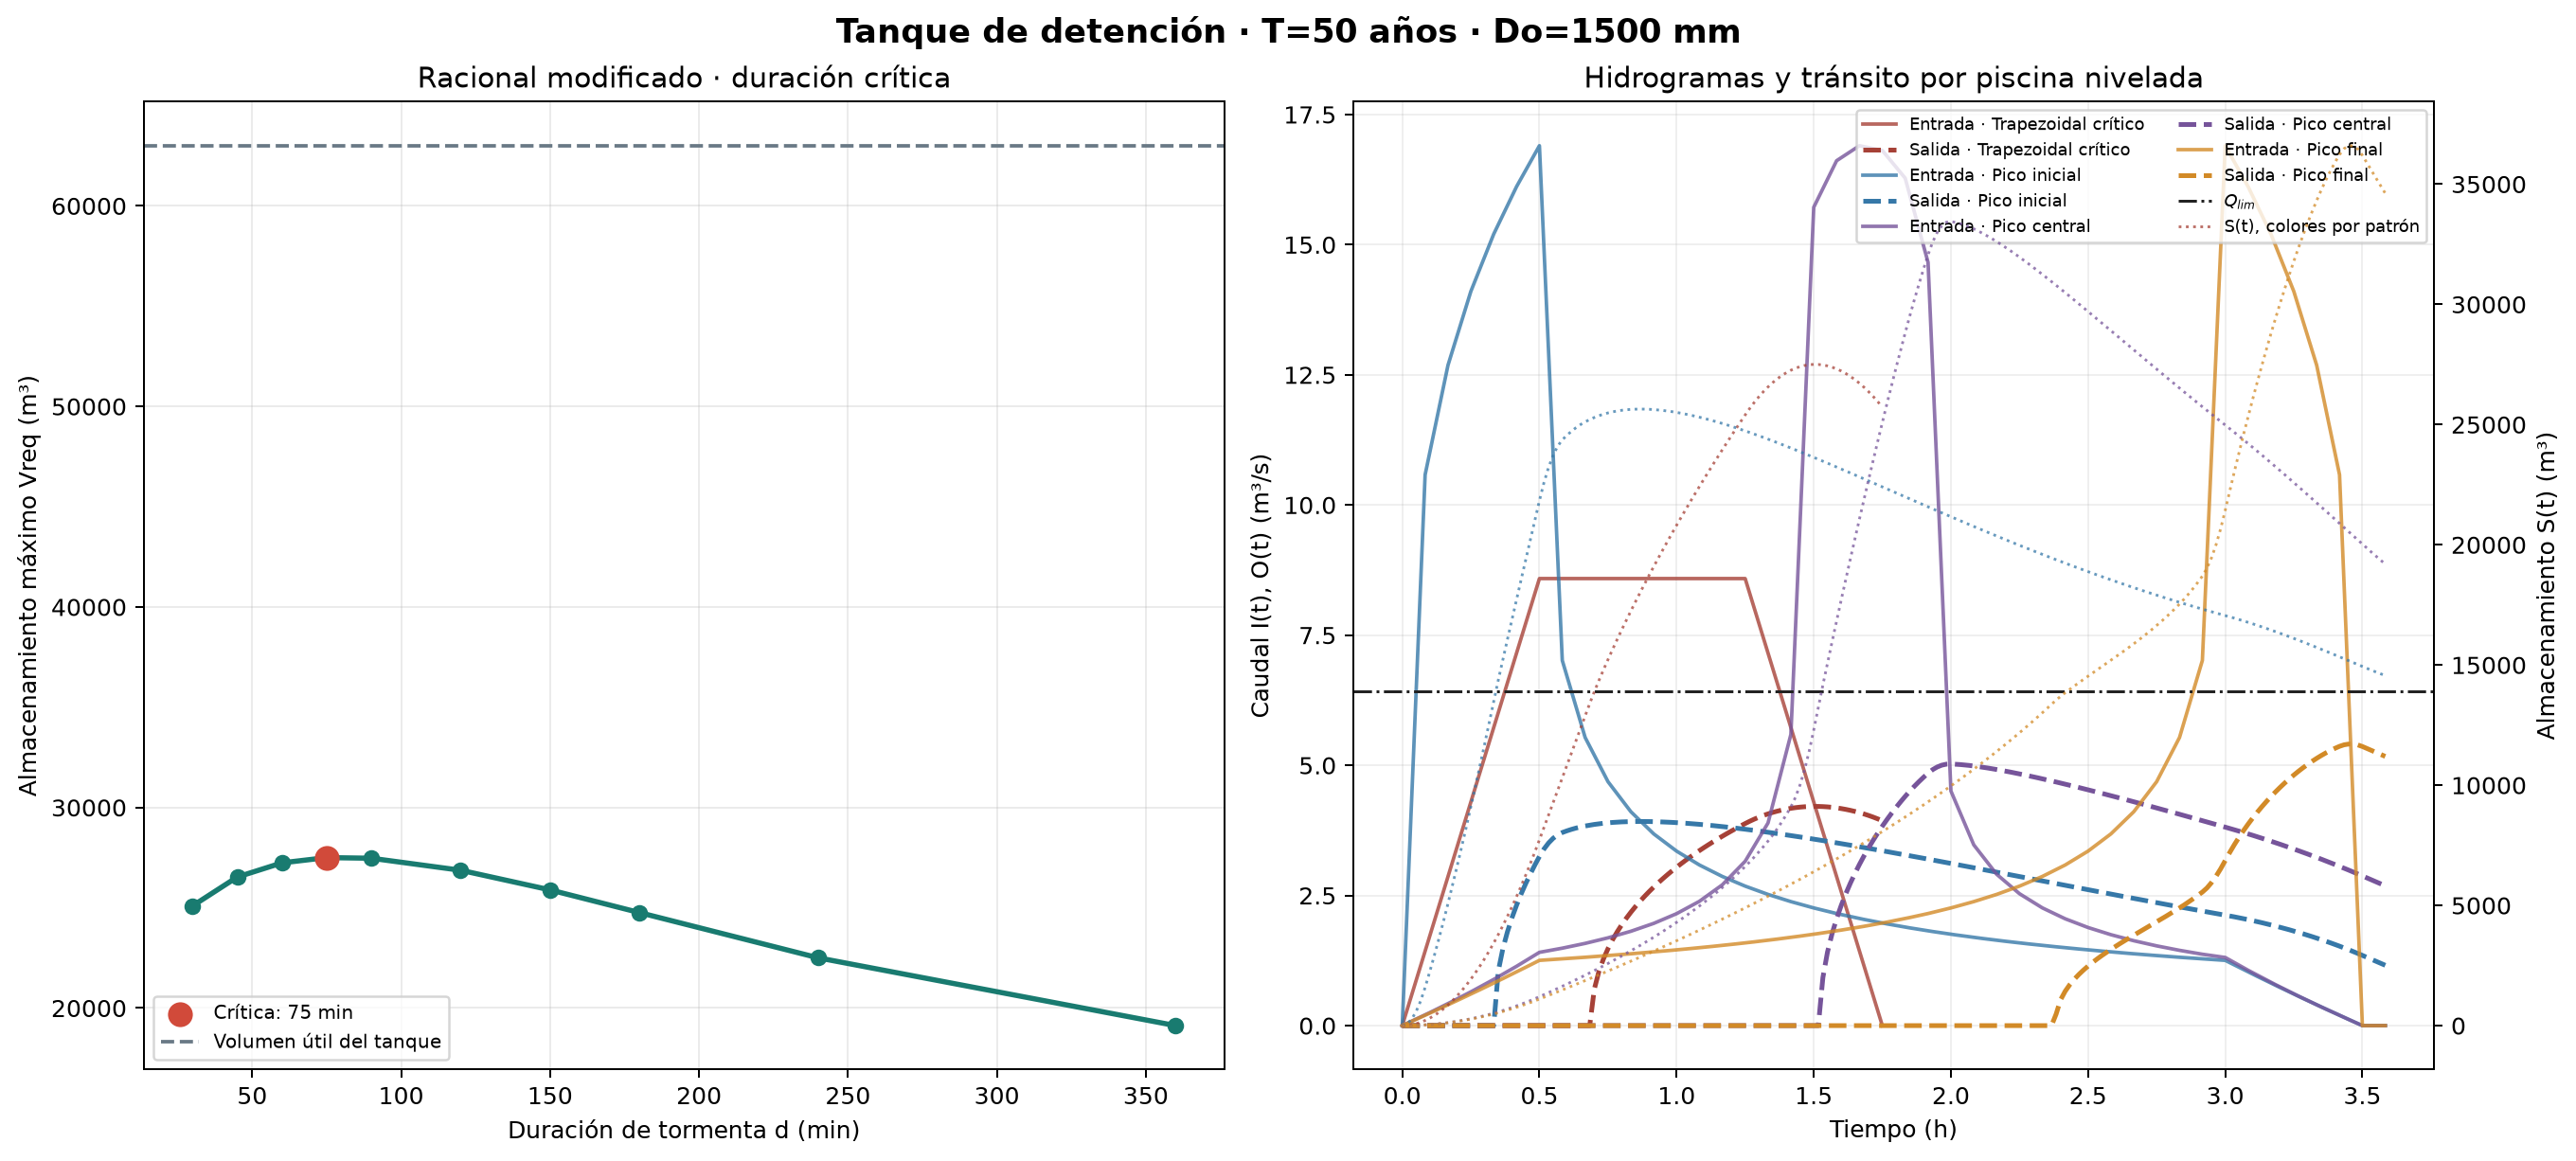 Tanque de detención · T=50 años · Do=1500 mm
Racional modificado · duración crítica
Almacenamiento máximo Vreq (m³)
60000
50000
40000
30000
20000
Crítica: 75 min
Volumen útil del tanque
50 100 150 200 250 300 350
Duración de tormenta d (min)
Hidrogramas y tránsito por piscina nivelada
Caudal I(t), O(t) (m³/s)
17.5
15.0
12.5
10.0
7.5
5.0
2.5
0.0
Entrada · Trapezoidal crítico
Salida · Trapezoidal crítico
Entrada · Pico inicial
Salida · Pico inicial
Entrada · Pico central
Salida · Pico central
Entrada · Pico final
Salida · Pico final
Qlim
S(t), colores por patrón
35000
30000
25000
20000
15000
10000
5000
0
Almacenamiento S(t) (m³)
0.0 0.5 1.0 1.5 2.0 2.5 3.0 3.5
Tiempo (h)